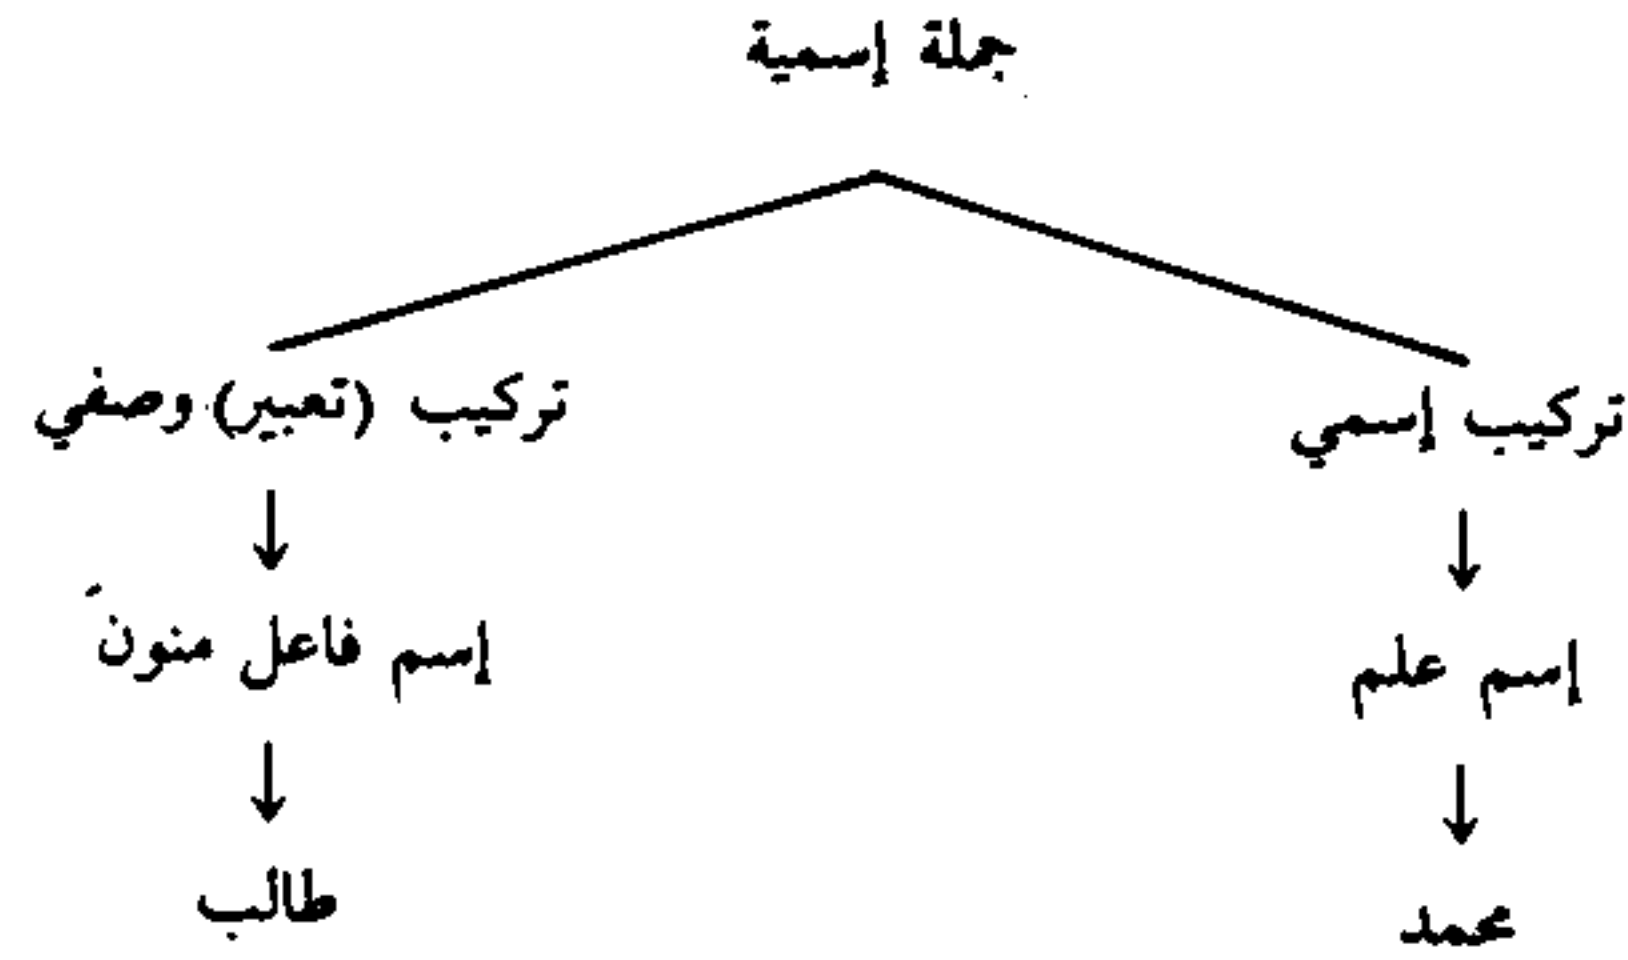 جملة إسمية
تركيب إسمي
تركيب (تعبير) وصفي
إسم علم
إسم فاعل منونَ
محمد
طالب